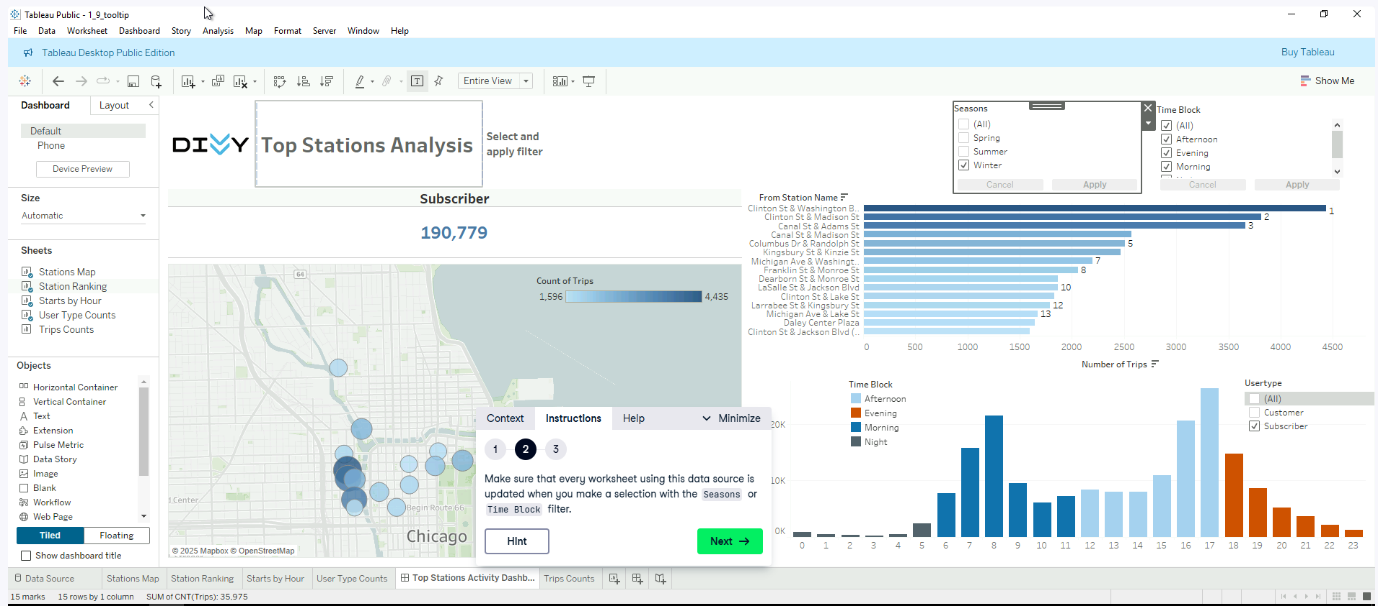 Tableau Public - 1_9_tooltip
File Data Worksheet Dashboard Story Analysis Map Format Server Window Help
Tableau Desktop Public Edition
Buy Tableau
Entire View
Show Me
Dashboard Layout
Default
Phone
Device Preview
Size
Automatic
Sheets
Stations Map
Station Ranking
Starts by Hour
User Type Counts
Trips Counts
Objects
Horizontal Container
Vertical Container
Text
Extension
Pulse Metric
Data Story
Image
Blank
Workflow
Web Page
Tiled Floating
Show dashboard title
DIVVY
Top Stations Analysis
Select and
apply filter
Seasons
(All)
Spring
Summer
Winter
Cancel Apply
Time Block
(All)
Afternoon
Evening
Morning
Cancel Apply
Subscriber
190,779
64
Count of Trips
1,596 4,435
Begin Route 66
Chicago
© 2025 Mapbox © OpenStreetMap
From Station Name
Clinton St & Washington B.. 1
Clinton St & Madison St 2
Canal St & Adams St 3
Canal St & Madison St
Columbus Dr & Randolph St 5
Kingsbury St & Kinzie St
Michigan Ave & Washingt.. 7
Franklin St & Monroe St 8
Dearborn St & Monroe St
LaSalle St & Jackson Blvd 10
Clinton St & Lake St
Larrabee St & Kingsbury St 12
Michigan Ave & Lake St 13
Daley Center Plaza
Clinton St & Jackson Blvd (..
0 500 1000 1500 2000 2500 3000 3500 4000 4500
Number of Trips
Time Block
Afternoon
Evening
Morning
Night
Usertype
(All)
Customer
Subscriber
20K
10K
0K
0 1 2 3 4 5 6 7 8 9 10 11 12 13 14 15 16 17 18 19 20 21 22 23
Context Instructions Help Minimize
1 2 3
Make sure that every worksheet using this data source is
updated when you make a selection with the Seasons or
Time Block filter.
Hint Next →
Data Source Stations Map Station Ranking Starts by Hour User Type Counts Top Stations Activity Dashb... Trips Counts
15 marks 15 rows by 1 column SUM of CNT(Trips): 35,975